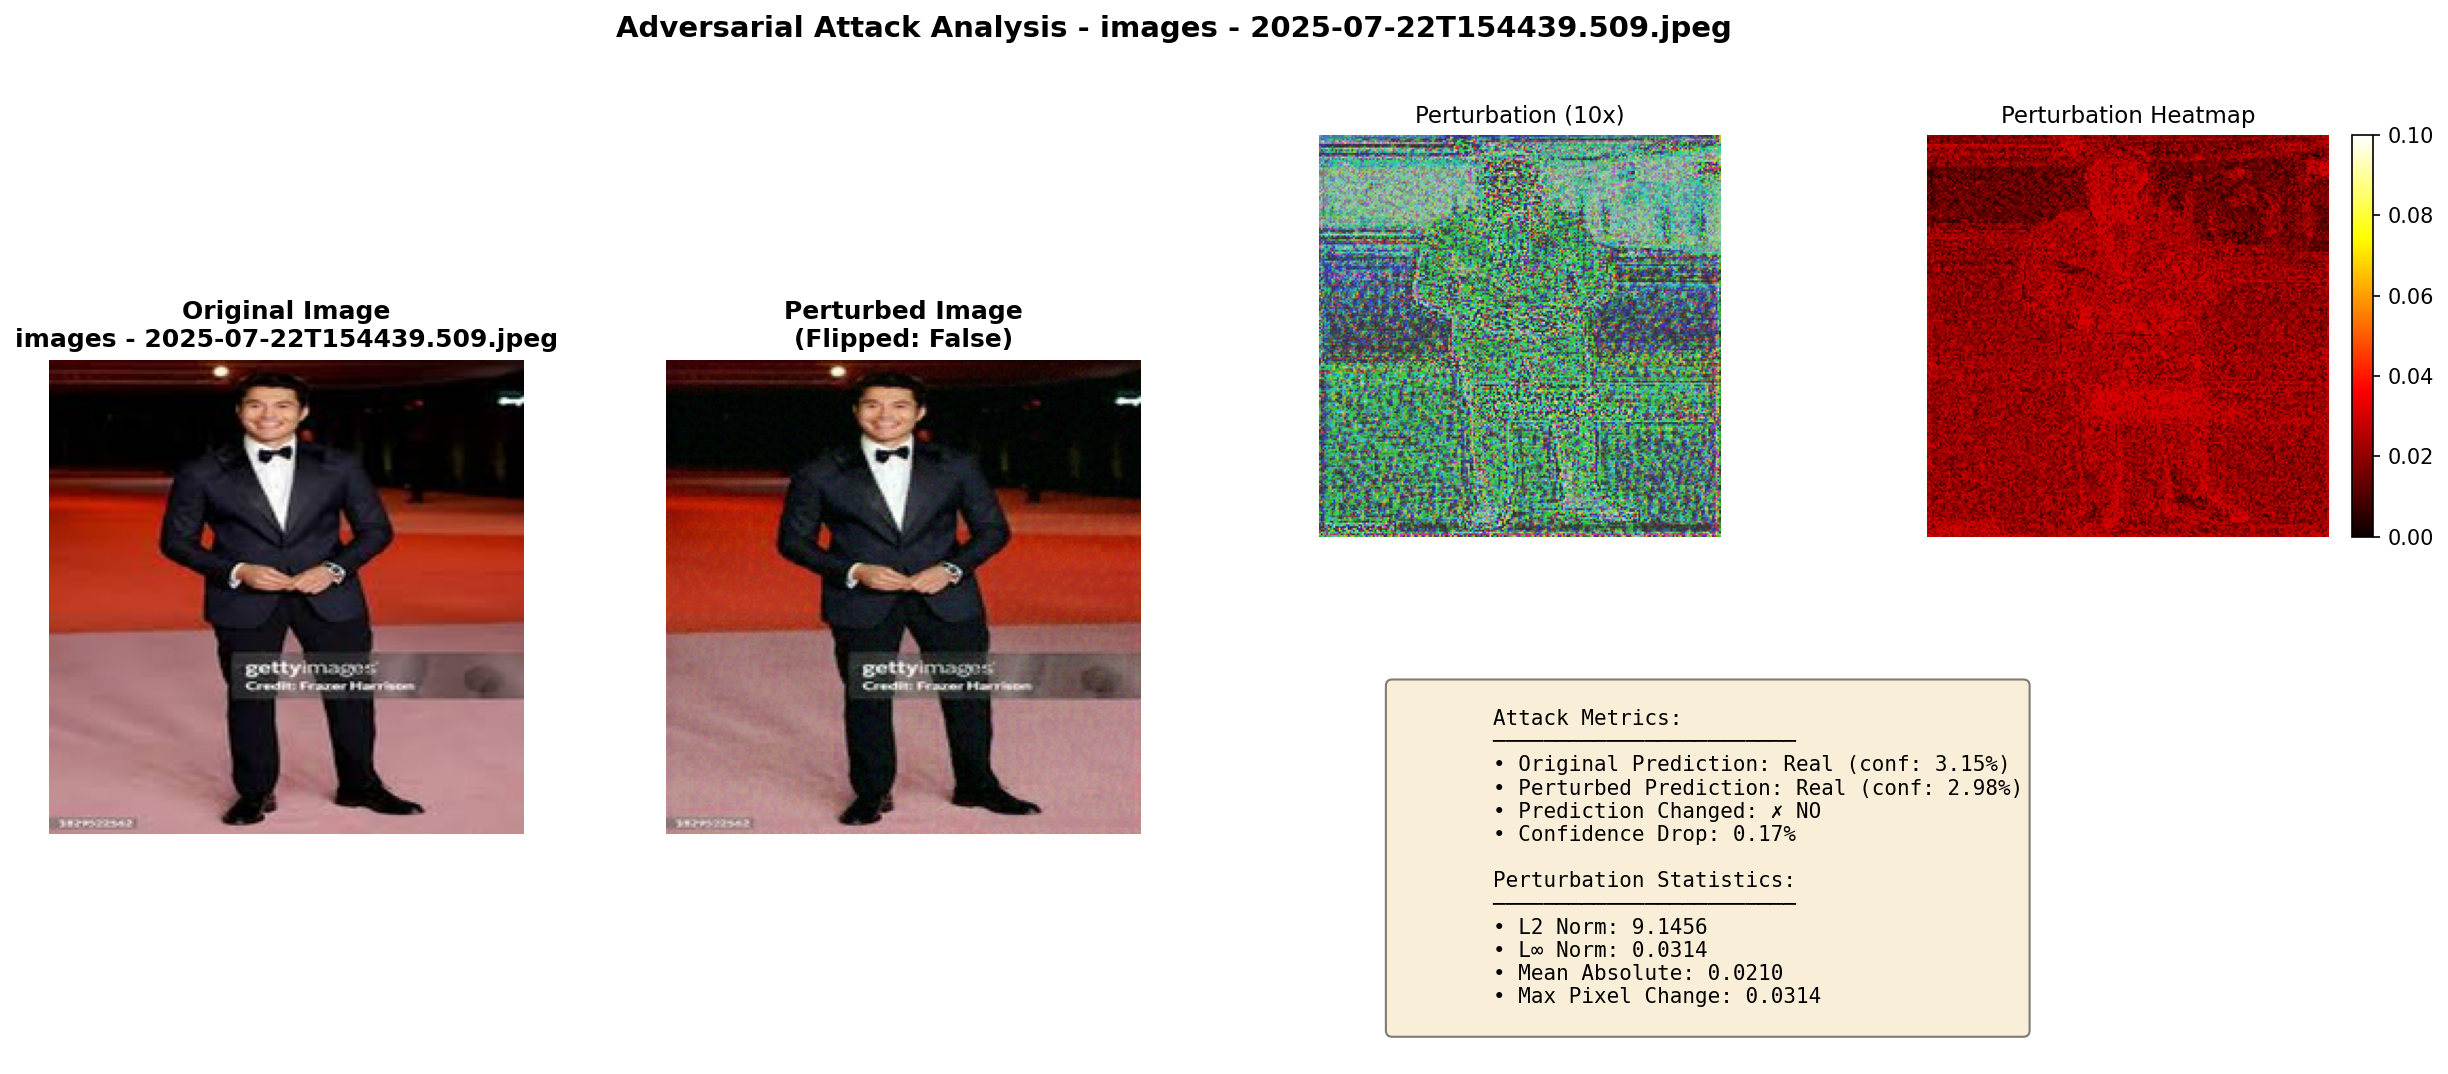 Adversarial Attack Analysis - images - 2025-07-22T154439.509.jpeg
Original Image
images - 2025-07-22T154439.509.jpeg
gettyimages
Credit: Frazer Harrison
Perturbed Image
(Flipped: False)
gettyimages
Credit: Frazer Harrison
Perturbation (10x)
Perturbation Heatmap
0.10
0.08
0.06
0.04
0.02
0.00
Attack Metrics:
• Original Prediction: Real (conf: 3.15%)
• Perturbed Prediction: Real (conf: 2.98%)
• Prediction Changed: ✗ NO
• Confidence Drop: 0.17%
Perturbation Statistics:
• L2 Norm: 9.1456
• L∞ Norm: 0.0314
• Mean Absolute: 0.0210
• Max Pixel Change: 0.0314